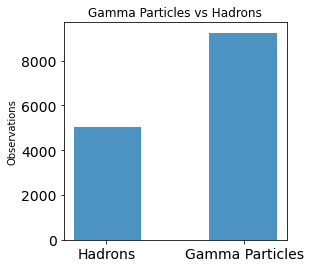 Gamma Particles vs Hadrons
Observations
8000
6000
4000
2000
0
Hadrons
Gamma Particles